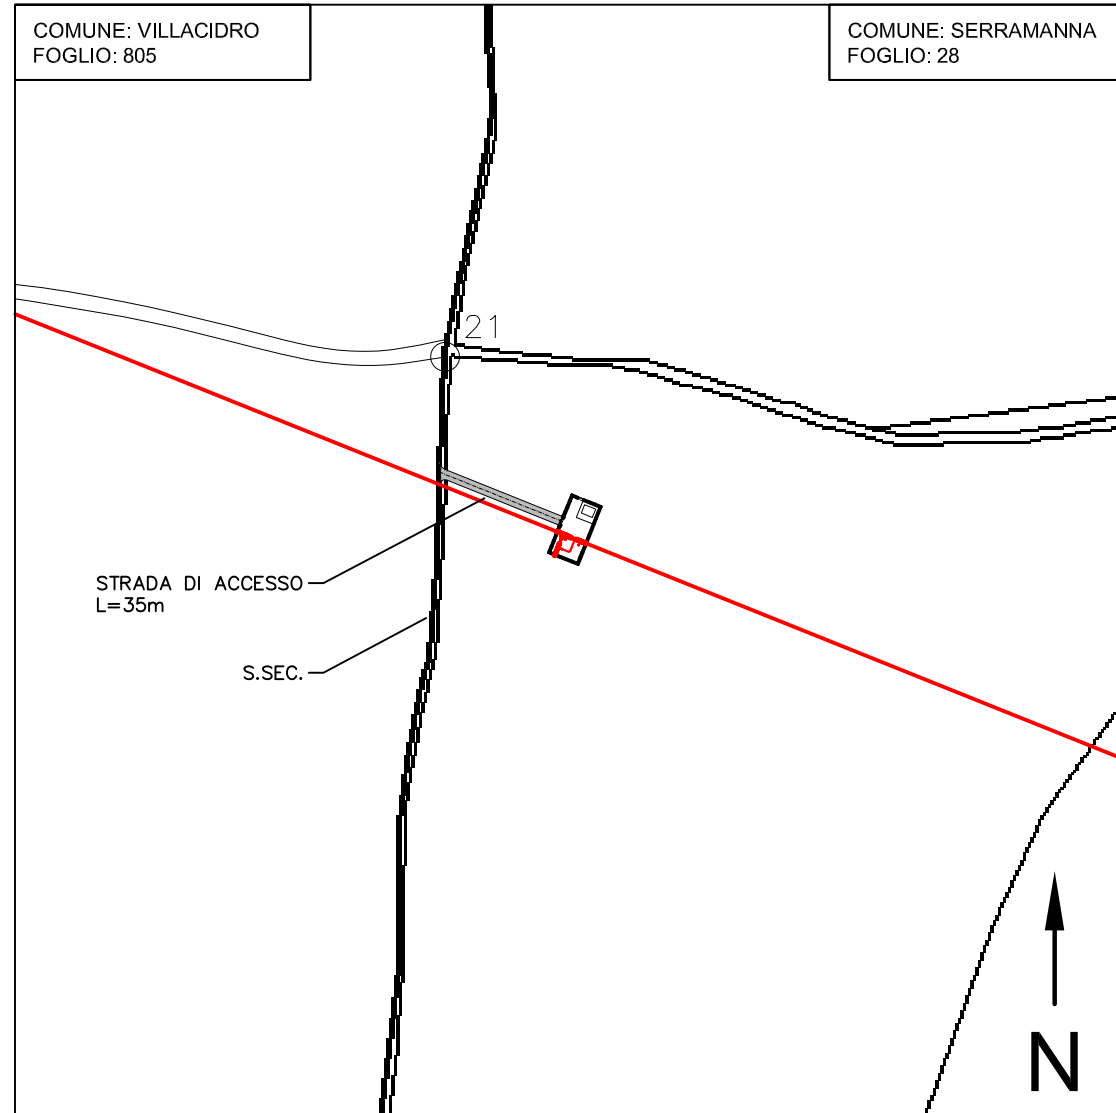 COMUNE: VILLACIDRO
FOGLIO: 805
COMUNE: SERRAMANNA
FOGLIO: 28
21
STRADA DI ACCESSO
L=35m
S.SEC.
N